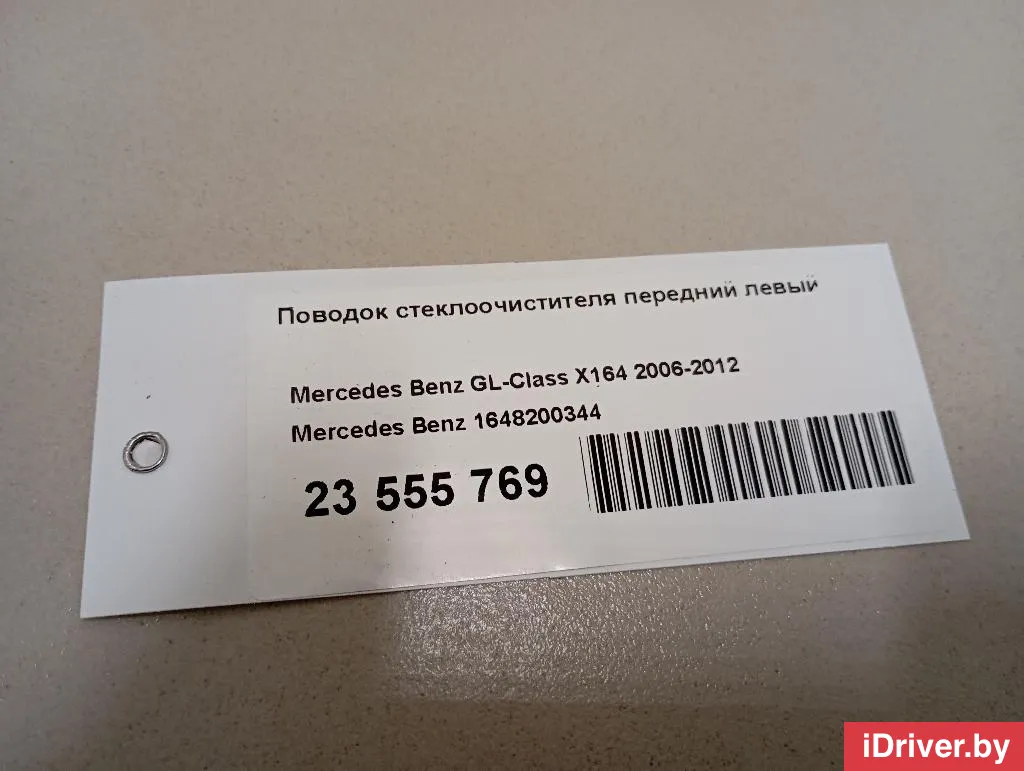 Поводок стеклоочистителя передний левый
Mercedes Benz GL-Class X164 2006-2012
Mercedes Benz 1648200344
23 555 769
iDriver.by